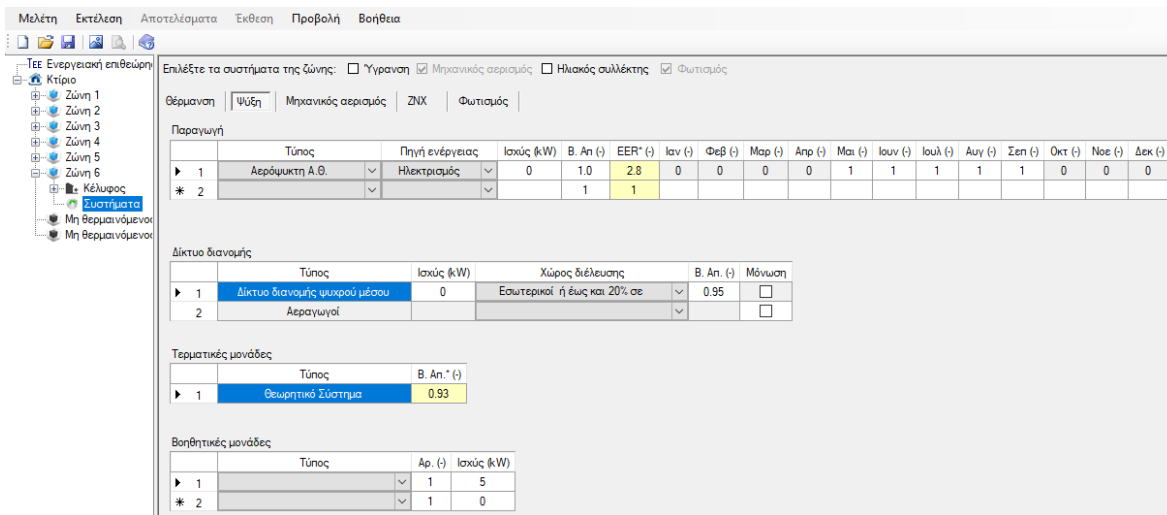 Μελέτη Εκτέλεση Αποτελέσματα Έκθεση Προβολή Βοήθεια
ΤΕΕ Ενεργειακή επιθεώρη
Κτίριο
Ζώνη 1
Ζώνη 2
Ζώνη 3
Ζώνη 4
Ζώνη 5
Ζώνη 6
Κέλυφος
Συστήματα
Μη θερμαινόμενος
Μη θερμαινόμενος
Επιλέξτε τα συστήματα της ζώνης: Ύγρανση Μηχανικός αερισμός Ηλιακός συλλέκτης Φωτισμός
Θέρμανση Ψύξη Μηχανικός αερισμός ΖΝΧ Φωτισμός
Παραγωγή
Τύπος Πηγή ενέργειας Ισχύς (kW) Β. Απ (-) EER* (-) Ιαν (-) Φεβ (-) Μαρ (-) Απρ (-) Μαι (-) Ιουν (-) Ιουλ (-) Αυγ (-) Σεπ (-) Οκτ (-) Νοε (-) Δεκ (-)
1 Αερόψυκτη Α.Θ. Ηλεκτρισμός 0 1.0 2.8 0 0 0 0 1 1 1 1 1 0 0 0
2 1 1
Δίκτυο διανομής
Τύπος Ισχύς (kW) Χώρος διέλευσης Β. Απ. (-) Μόνωση
1 Δίκτυο διανομής ψυχρού μέσου 0 Εσωτερικοί ή έως και 20% σε 0.95
2 Αεραγωγοί
Τερματικές μονάδες
Τύπος Β. Απ.* (-)
1 Θεωρητικό Σύστημα 0.93
Βοηθητικές μονάδες
Τύπος Αρ. (-) Ισχύς (kW)
1 1 5
2 1 0